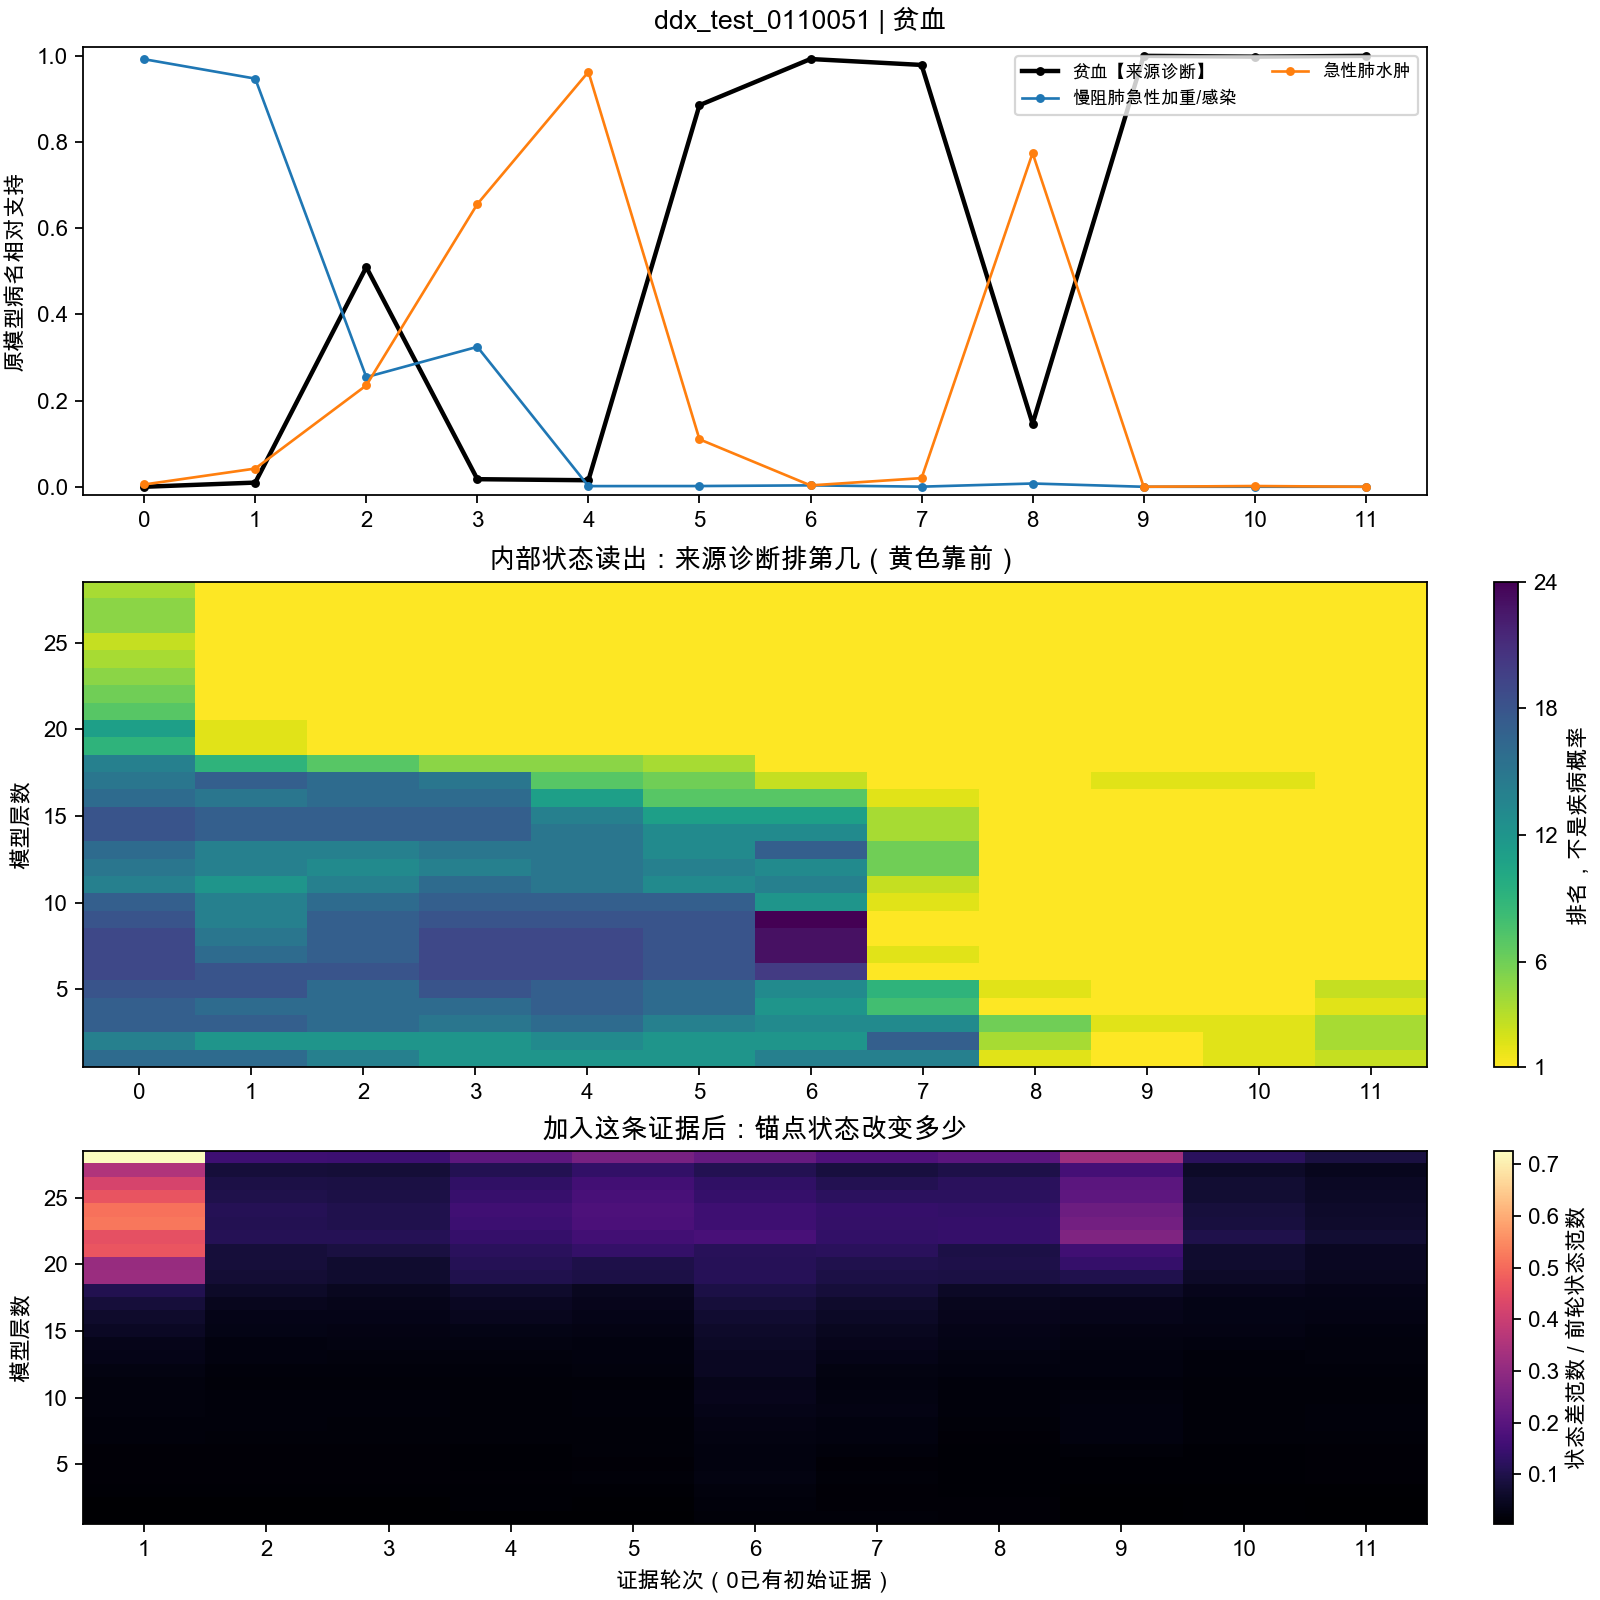 ddx_test_0110051 | 贫血
原模型病名相对支持
1.0
0.8
0.6
0.4
0.2
0.0
贫血【来源诊断】
慢阻肺急性加重/感染
急性肺水肿
0 1 2 3 4 5 6 7 8 9 10 11
内部状态读出：来源诊断排第几（黄色靠前）
模型层数
25
20
15
10
5
0 1 2 3 4 5 6 7 8 9 10 11
24
18
12
6
1
排名，不是疾病概率
加入这条证据后：锚点状态改变多少
模型层数
25
20
15
10
5
1 2 3 4 5 6 7 8 9 10 11
证据轮次（0已有初始证据）
0.7
0.6
0.5
0.4
0.3
0.2
0.1
状态差范数 / 前轮状态范数